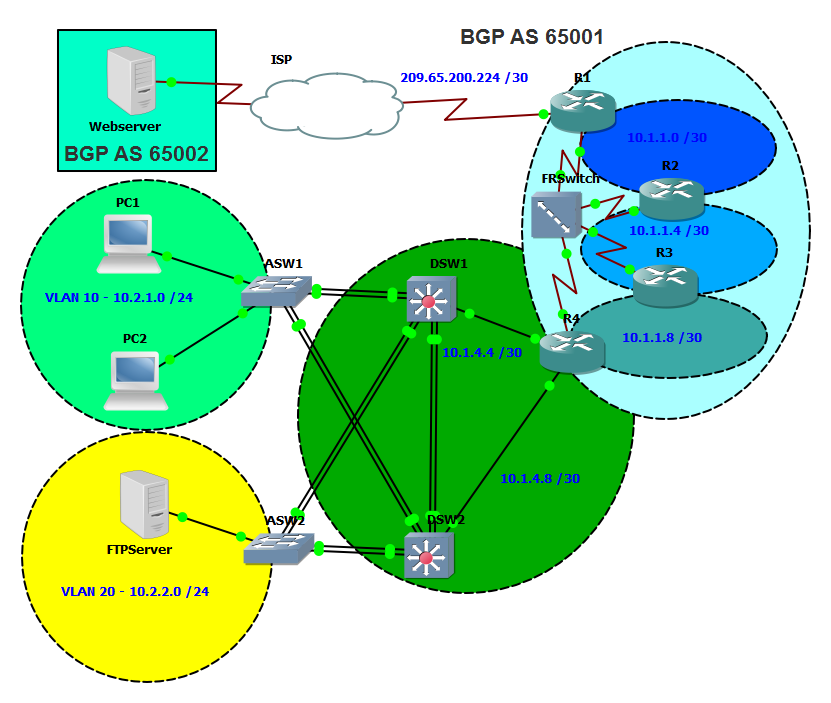 BGP AS 65001
ISP
209.65.200.224 /30
R1
Webserver
BGP AS 65002
10.1.1.0 /30
R2
FRSwitch
10.1.1.4 /30
PC1
R3
ASW1
DSW1
VLAN 10 - 10.2.1.0 /24
R4
10.1.1.8 /30
PC2
10.1.4.4 /30
10.1.4.8 /30
ASW2
DSW2
FTPServer
VLAN 20 - 10.2.2.0 /24